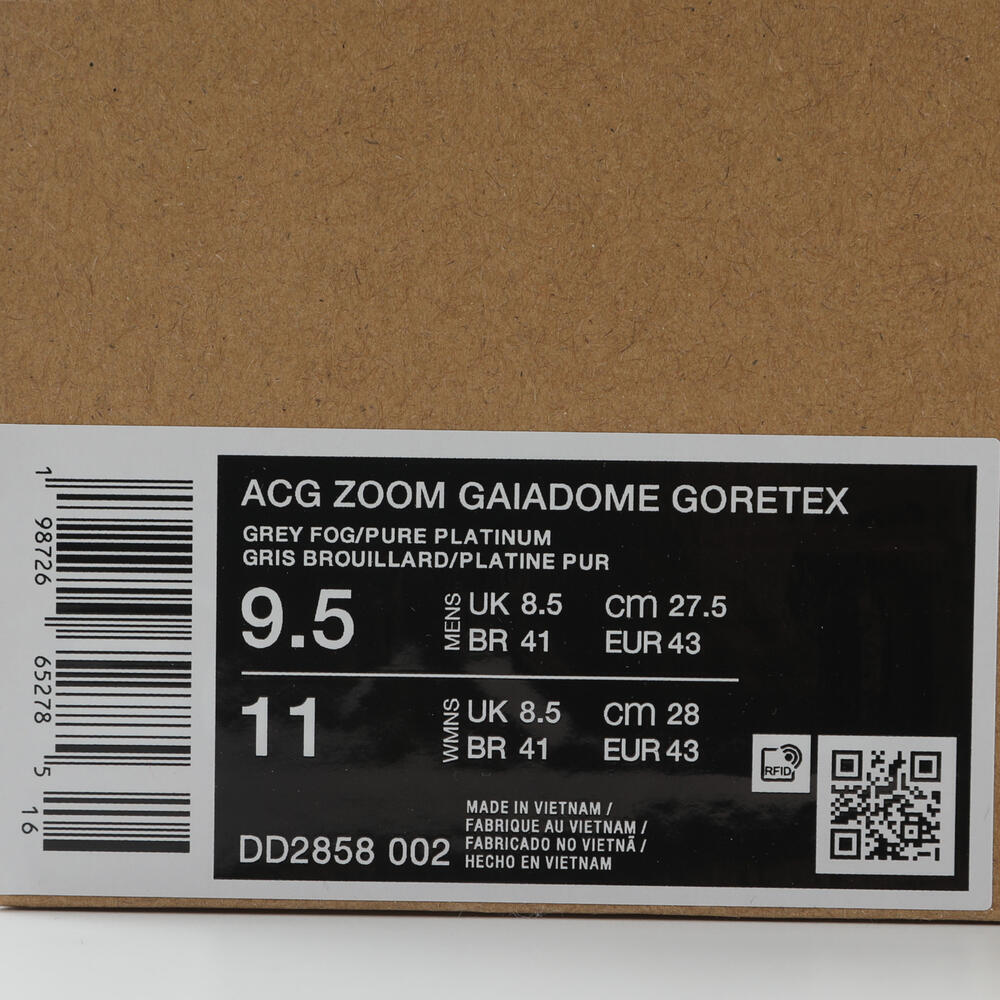 ACG ZOOM GAIADOME GORETEX
GREY FOG/PURE PLATINUM
GRIS BROUILLARD/PLATINE PUR
9.5
MENS
UK 8.5 cm 27.5
BR 41 EUR 43
11
WMNS
UK 8.5 cm 28
BR 41 EUR 43
RFID
DD2858 002
MADE IN VIETNAM /
FABRIQUE AU VIETNAM /
FABRICADO NO VIETNÃ /
HECHO EN VIETNAM
1 98726 65278 5 16